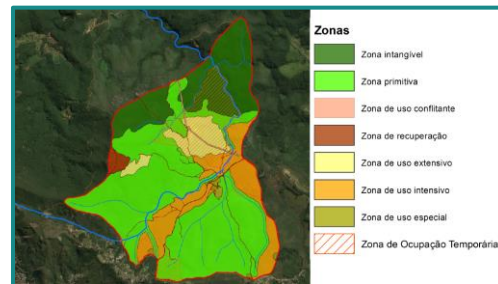 Zonas
Zona intangível
Zona primitiva
Zona de uso conflitante
Zona de recuperação
Zona de uso extensivo
Zona de uso intensivo
Zona de uso especial
Zona de Ocupação Temporária